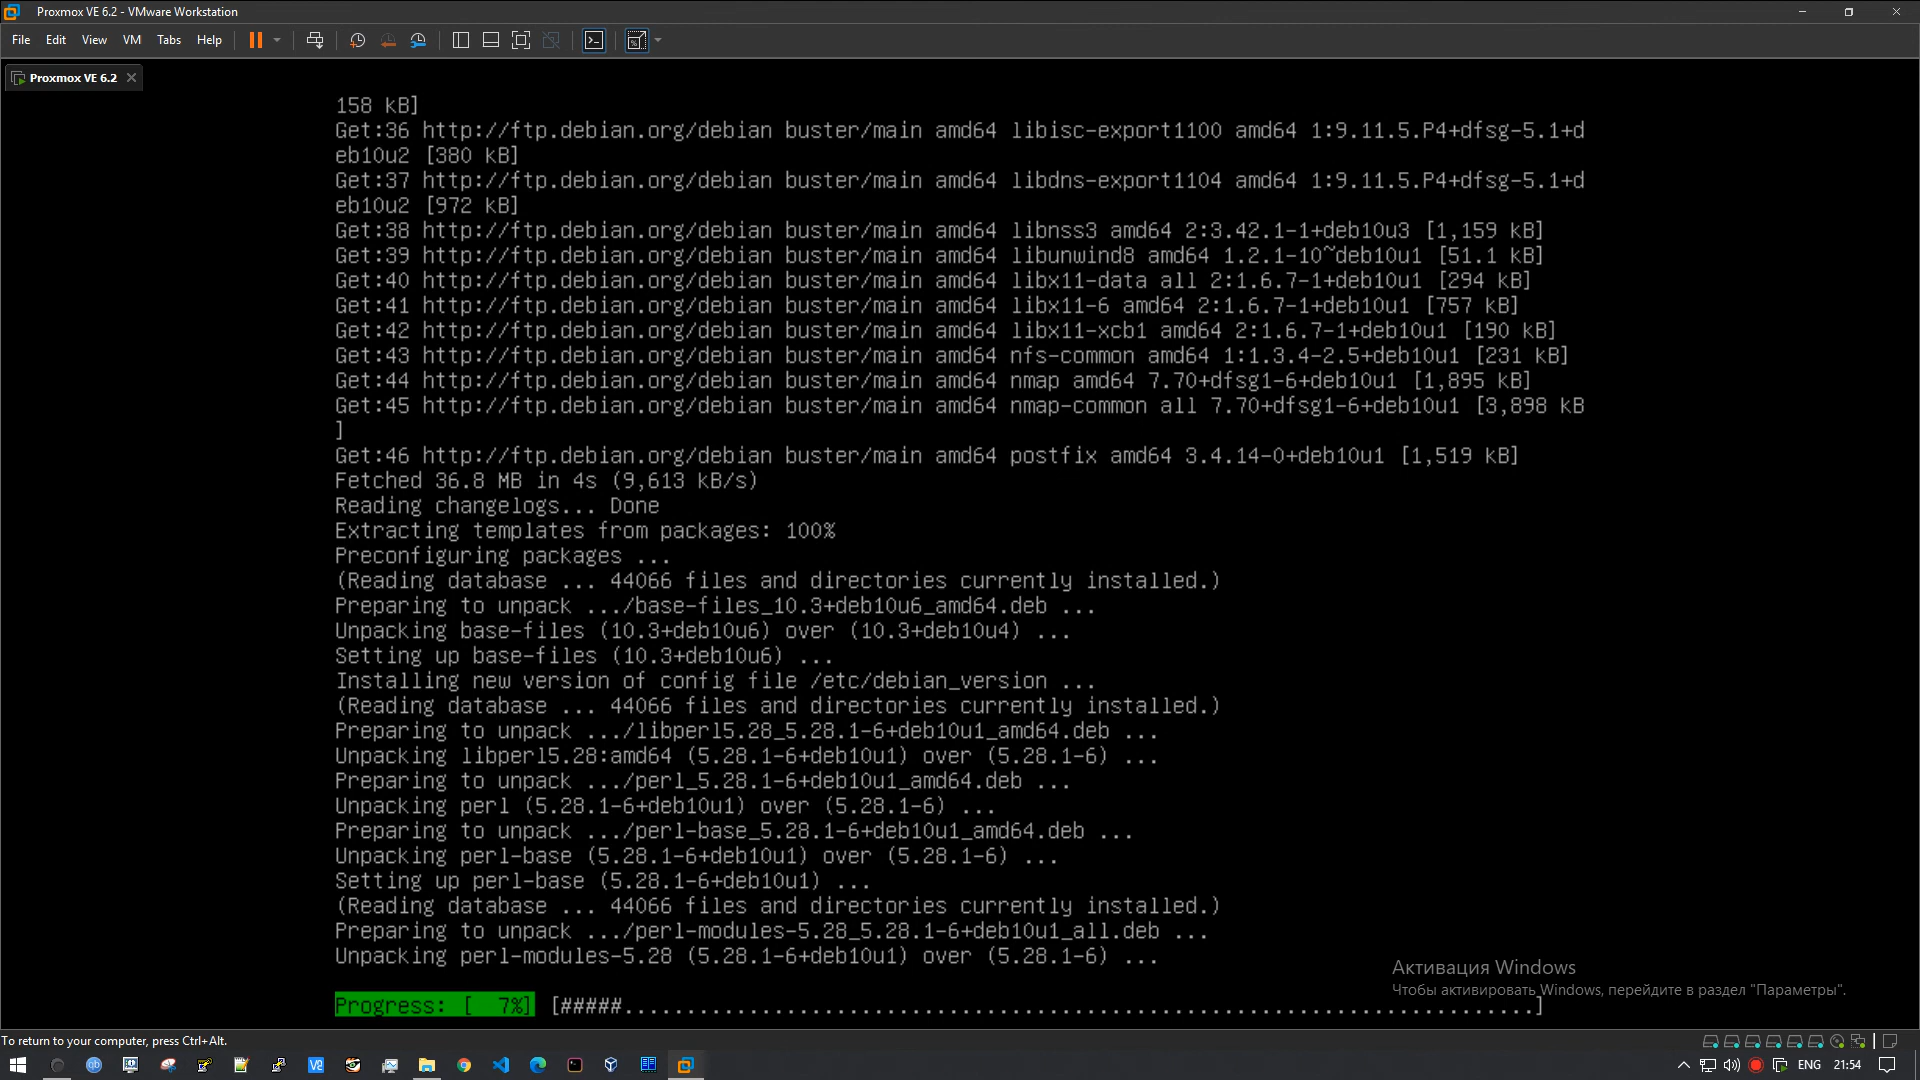 Proxmox VE 6.2 - VMware Workstation
File Edit View VM Tabs Help
Proxmox VE 6.2
158 kB]
Get:36 http://ftp.debian.org/debian buster/main amd64 libisc-export1100 amd64 1:9.11.5.P4+dfsg-5.1+d
eb10u2 [380 kB]
Get:37 http://ftp.debian.org/debian buster/main amd64 libdns-export1104 amd64 1:9.11.5.P4+dfsg-5.1+d
eb10u2 [972 kB]
Get:38 http://ftp.debian.org/debian buster/main amd64 libnss3 amd64 2:3.42.1-1+deb10u3 [1,159 kB]
Get:39 http://ftp.debian.org/debian buster/main amd64 libunwind8 amd64 1.2.1-10~deb10u1 [51.1 kB]
Get:40 http://ftp.debian.org/debian buster/main amd64 libx11-data all 2:1.6.7-1+deb10u1 [294 kB]
Get:41 http://ftp.debian.org/debian buster/main amd64 libx11-6 amd64 2:1.6.7-1+deb10u1 [757 kB]
Get:42 http://ftp.debian.org/debian buster/main amd64 libx11-xcb1 amd64 2:1.6.7-1+deb10u1 [190 kB]
Get:43 http://ftp.debian.org/debian buster/main amd64 nfs-common amd64 1:1.3.4-2.5+deb10u1 [231 kB]
Get:44 http://ftp.debian.org/debian buster/main amd64 nmap amd64 7.70+dfsg1-6+deb10u1 [1,895 kB]
Get:45 http://ftp.debian.org/debian buster/main amd64 nmap-common all 7.70+dfsg1-6+deb10u1 [3,898 kB
]
Get:46 http://ftp.debian.org/debian buster/main amd64 postfix amd64 3.4.14-0+deb10u1 [1,519 kB]
Fetched 36.8 MB in 4s (9,613 kB/s)
Reading changelogs... Done
Extracting templates from packages: 100%
Preconfiguring packages ...
(Reading database ... 44066 files and directories currently installed.)
Preparing to unpack .../base-files_10.3+deb10u6_amd64.deb ...
Unpacking base-files (10.3+deb10u6) over (10.3+deb10u4) ...
Setting up base-files (10.3+deb10u6) ...
Installing new version of config file /etc/debian_version ...
(Reading database ... 44066 files and directories currently installed.)
Preparing to unpack .../libperl5.28_5.28.1-6+deb10u1_amd64.deb ...
Unpacking libperl5.28:amd64 (5.28.1-6+deb10u1) over (5.28.1-6) ...
Preparing to unpack .../perl_5.28.1-6+deb10u1_amd64.deb ...
Unpacking perl (5.28.1-6+deb10u1) over (5.28.1-6) ...
Preparing to unpack .../perl-base_5.28.1-6+deb10u1_amd64.deb ...
Unpacking perl-base (5.28.1-6+deb10u1) over (5.28.1-6) ...
Setting up perl-base (5.28.1-6+deb10u1) ...
(Reading database ... 44066 files and directories currently installed.)
Preparing to unpack .../perl-modules-5.28_5.28.1-6+deb10u1_all.deb ...
Unpacking perl-modules-5.28 (5.28.1-6+deb10u1) over (5.28.1-6) ...
Активация Windows
Чтобы активировать Windows, перейдите в раздел "Параметры".
Progress: [  7%] [#####.........................................................................]
To return to your computer, press Ctrl+Alt.
ENG 21:54